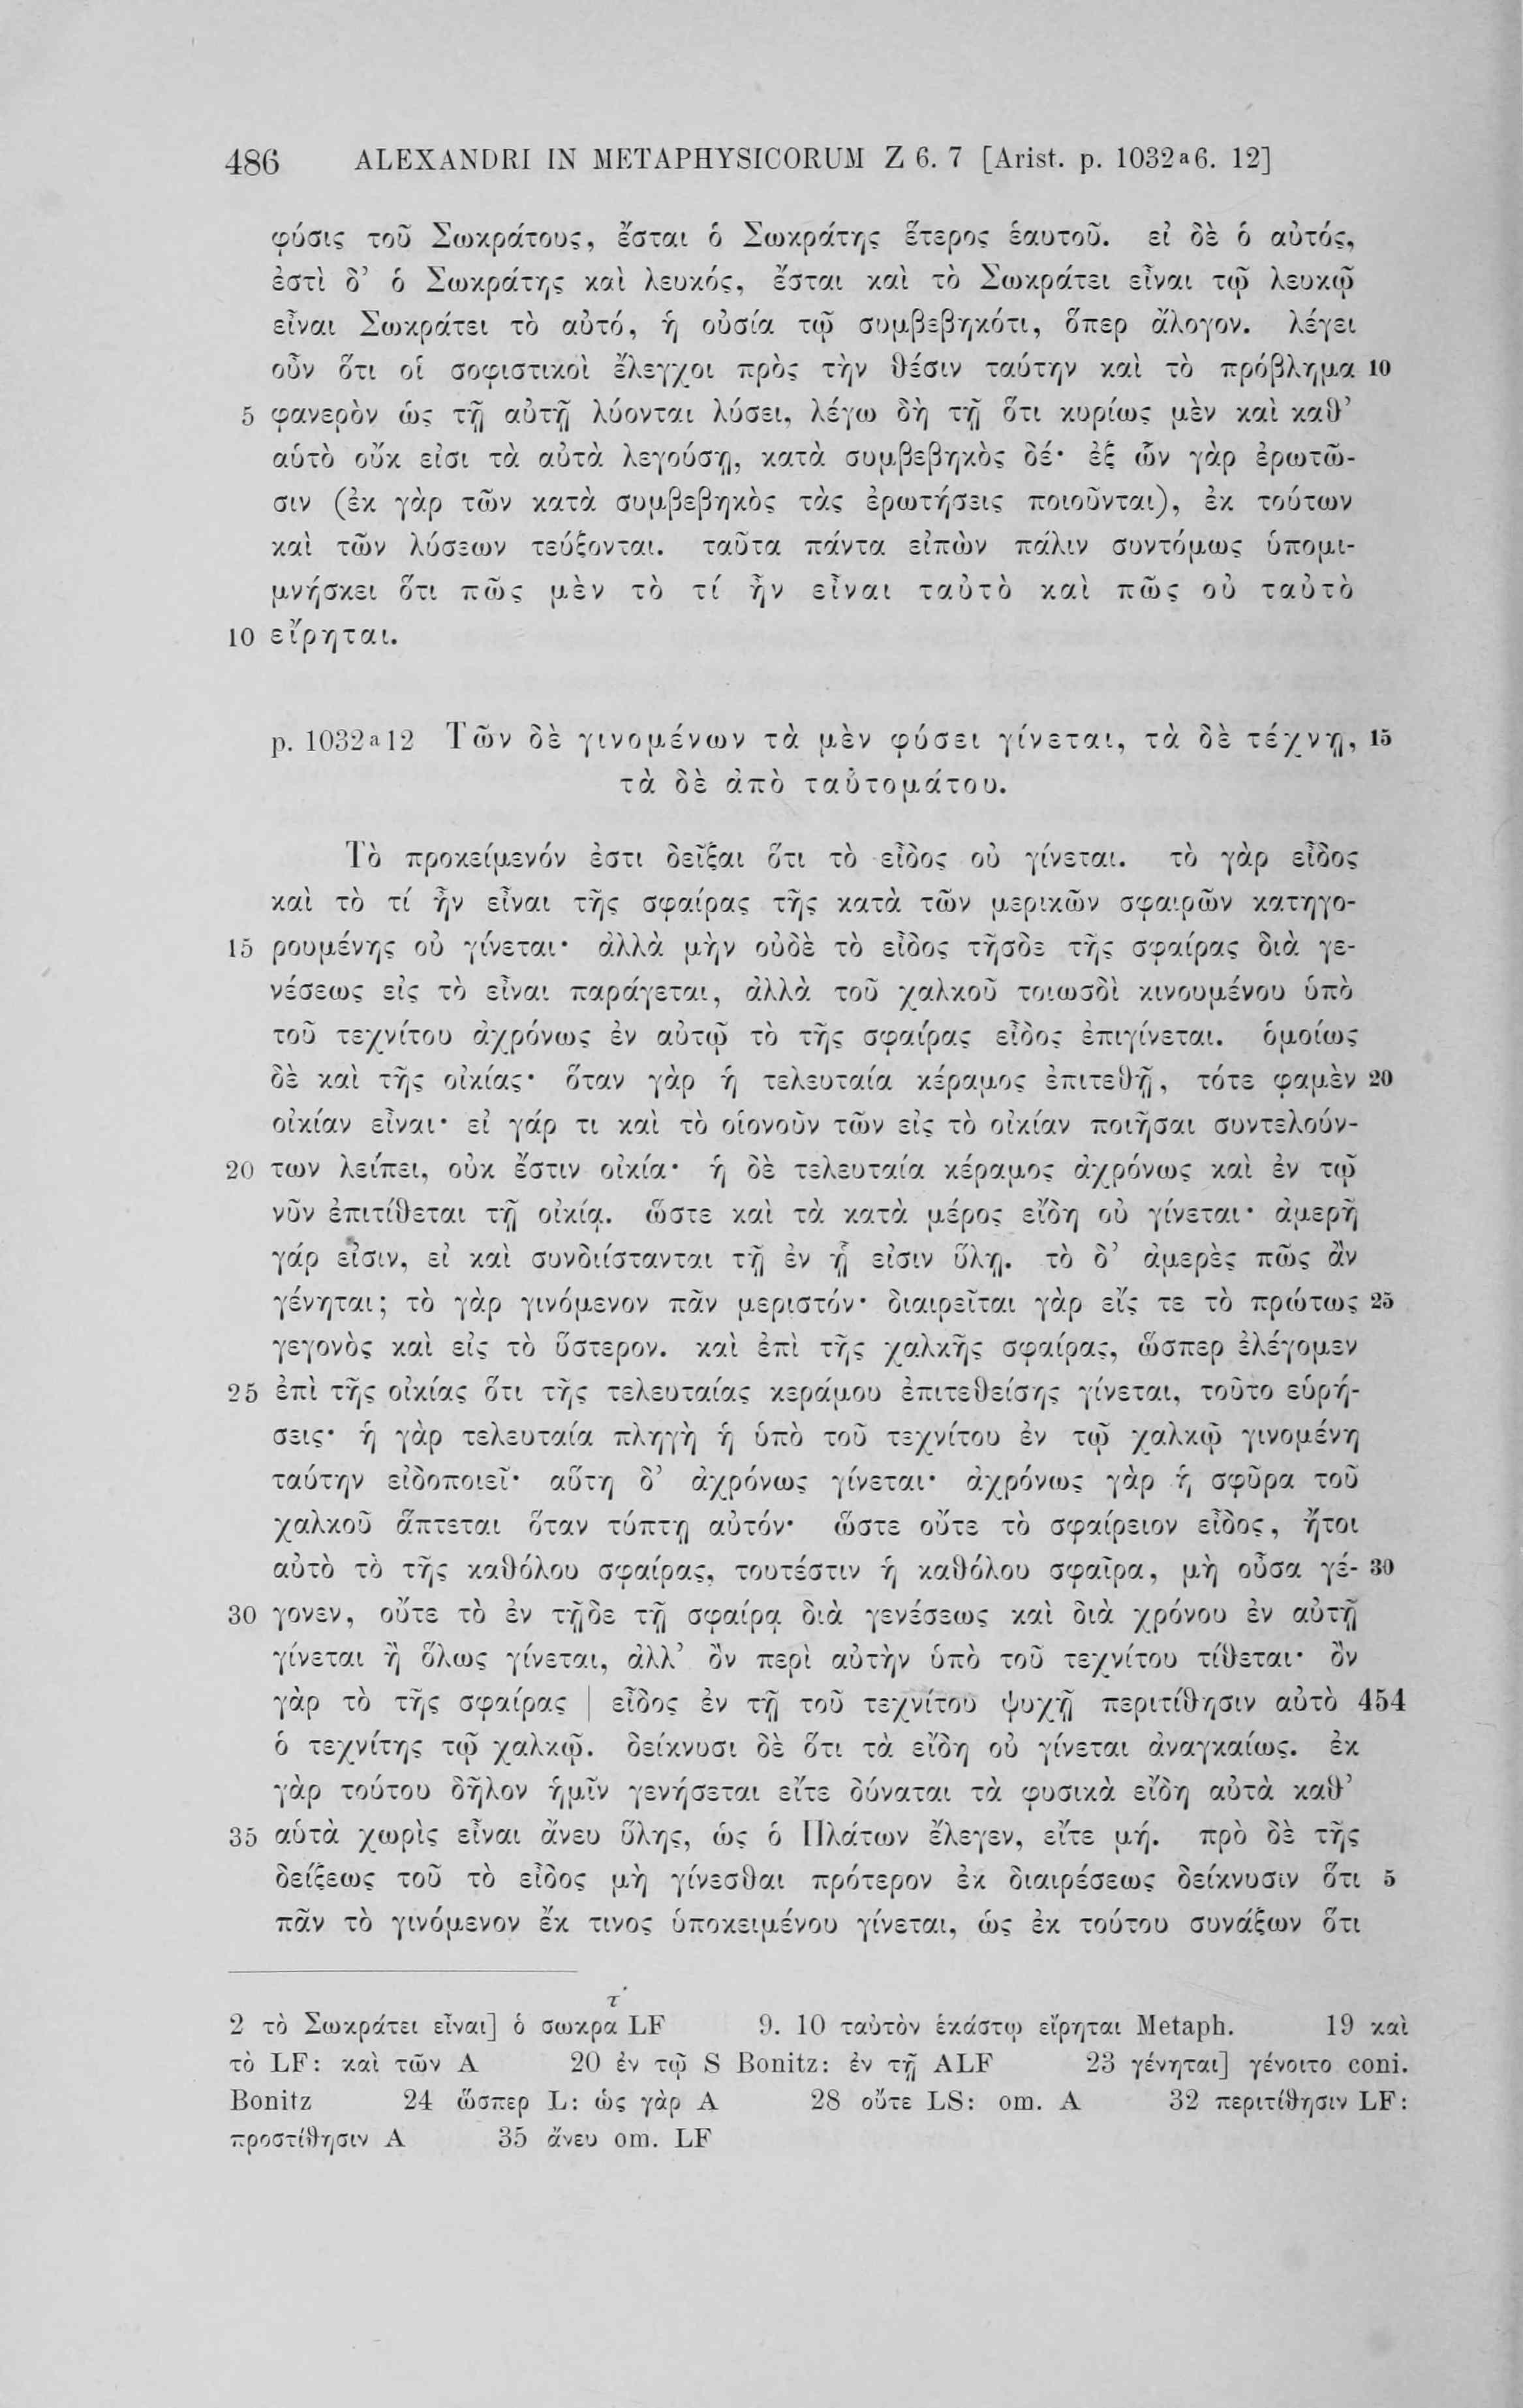 486 ALEXANDRI IN METAPHYSICORUM Z 6. 7 [Arist. p. 1032a6. 12]
φύσις τοῦ Σωκράτους, ἔσται ὁ Σωκράτης ἕτερος ἑαυτοῦ. εἰ δὲ ὁ αὐτός,
ἐστὶ δ’ ὁ Σωκράτης καὶ λευκός, ἔσται καὶ τὸ Σωκράτει εἶναι τῷ λευκῷ
εἶναι Σωκράτει τὸ αὐτό, ἡ οὐσία τῷ συμβεβηκότι, ὅπερ ἄλογον. λέγει
οὖν ὅτι οἱ σοφιστικοὶ ἔλεγχοι πρὸς τὴν θέσιν ταύτην καὶ τὸ πρόβλημα 10
5 φανερὸν ὡς τῇ αὐτῇ λύονται λύσει, λέγω δὴ τῇ ὅτι κυρίως μὲν καὶ καθ’
αὑτὸ οὔκ εἰσι τὰ αὐτὰ λεγούσῃ, κατὰ συμβεβηκὸς δέ· ἐξ ὧν γὰρ ἐρωτῶ-
σιν (ἐκ γὰρ τῶν κατὰ συμβεβηκὸς τὰς ἐρωτήσεις ποιοῦνται), ἐκ τούτων
καὶ τῶν λύσεων τεύξονται. ταῦτα πάντα εἰπὼν πάλιν συντόμως ὑπομι-
μνήσκει ὅτι πῶς μὲν τὸ τί ἦν εἶναι ταὐτὸ καὶ πῶς οὐ ταὐτὸ
10 εἴρηται.
p. 1032a12 Τῶν δὲ γινομένων τὰ μὲν φύσει γίνεται, τὰ δὲ τέχνῃ, 15
τὰ δὲ ἀπὸ ταὐτομάτου.
Τὸ προκείμενόν ἐστι δεῖξαι ὅτι τὸ εἶδος οὐ γίνεται. τὸ γὰρ εἶδος
καὶ τὸ τί ἦν εἶναι τῆς σφαίρας τῆς κατὰ τῶν μερικῶν σφαιρῶν κατηγο-
15 ρουμένης οὐ γίνεται· ἀλλὰ μὴν οὐδὲ τὸ εἶδος τῆσδε τῆς σφαίρας διὰ γε-
νέσεως εἰς τὸ εἶναι παράγεται, ἀλλὰ τοῦ χαλκοῦ τοιωσδὶ κινουμένου ὑπὸ
τοῦ τεχνίτου ἀχρόνως ἐν αὐτῷ τὸ τῆς σφαίρας εἶδος ἐπιγίνεται. ὁμοίως
δὲ καὶ τῆς οἰκίας· ὅταν γὰρ ἡ τελευταία κέραμος ἐπιτεθῇ, τότε φαμὲν 20
οἰκίαν εἶναι· εἰ γάρ τι καὶ τὸ οἱονοῦν τῶν εἰς τὸ οἰκίαν ποιῆσαι συντελούν-
20 των λείπει, οὐκ ἔστιν οἰκία· ἡ δὲ τελευταία κέραμος ἀχρόνως καὶ ἐν τῷ
νῦν ἐπιτίθεται τῇ οἰκίᾳ. ὥστε καὶ τὰ κατὰ μέρος εἴδη οὐ γίνεται· ἀμερῆ
γάρ εἰσιν, εἰ καὶ συνδιίστανται τῇ ἐν ᾗ εἰσιν ὕλῃ. τὸ δ’ ἀμερὲς πῶς ἂν
γένηται; τὸ γὰρ γινόμενον πᾶν μεριστόν· διαιρεῖται γὰρ εἴς τε τὸ πρώτως 25
γεγονὸς καὶ εἰς τὸ ὕστερον. καὶ ἐπὶ τῆς χαλκῆς σφαίρας, ὥσπερ ἐλέγομεν
25 ἐπὶ τῆς οἰκίας ὅτι τῆς τελευταίας κεράμου ἐπιτεθείσης γίνεται, τοῦτο εὑρή-
σεις· ἡ γὰρ τελευταία πληγὴ ἡ ὑπὸ τοῦ τεχνίτου ἐν τῷ χαλκῷ γινομένη
ταύτην εἰδοποιεῖ· αὕτη δ’ ἀχρόνως γίνεται· ἀχρόνως γὰρ ἡ σφῦρα τοῦ
χαλκοῦ ἅπτεται ὅταν τύπτῃ αὐτόν· ὥστε οὔτε τὸ σφαίρειον εἶδος, ἤτοι
αὐτὸ τὸ τῆς καθόλου σφαίρας, τουτέστιν ἡ καθόλου σφαῖρα, μὴ οὖσα γέ- 30
30 γονεν, οὔτε τὸ ἐν τῇδε τῇ σφαίρᾳ διὰ γενέσεως καὶ διὰ χρόνου ἐν αὐτῇ
γίνεται ἢ ὅλως γίνεται, ἀλλ’ ὂν περὶ αὐτὴν ὑπὸ τοῦ τεχνίτου τίθεται· ὂν
γὰρ τὸ τῆς σφαίρας | εἶδος ἐν τῇ τοῦ τεχνίτου ψυχῇ περιτίθησιν αὐτὸ 454
ὁ τεχνίτης τῷ χαλκῷ. δείκνυσι δὲ ὅτι τὰ εἴδη οὐ γίνεται ἀναγκαίως. ἐκ
γὰρ τούτου δῆλον ἡμῖν γενήσεται εἴτε δύναται τὰ φυσικὰ εἴδη αὐτὰ καθ’
35 αὑτὰ χωρὶς εἶναι ἄνευ ὕλης, ὡς ὁ Πλάτων ἔλεγεν, εἴτε μή. πρὸ δὲ τῆς
δείξεως τοῦ τὸ εἶδος μὴ γίνεσθαι πρότερον ἐκ διαιρέσεως δείκνυσιν ὅτι 5
πᾶν τὸ γινόμενον ἔκ τινος ὑποκειμένου γίνεται, ὡς ἐκ τούτου συνάξων ὅτι
2 τὸ Σωκράτει εἶναι] ὁ σωκρατ LF 9. 10 ταὐτὸν ἑκάστῳ εἴρηται Metaph. 19 καὶ
τὸ LF: καὶ τῶν A 20 ἐν τῷ S Bonitz: ἐν τῇ ALF 23 γένηται] γένοιτο coni.
Bonitz 24 ὥσπερ L: ὡς γὰρ A 28 οὔτε LS: om. A 32 περιτίθησιν LF:
προστίθησιν A 35 ἄνευ om. LF